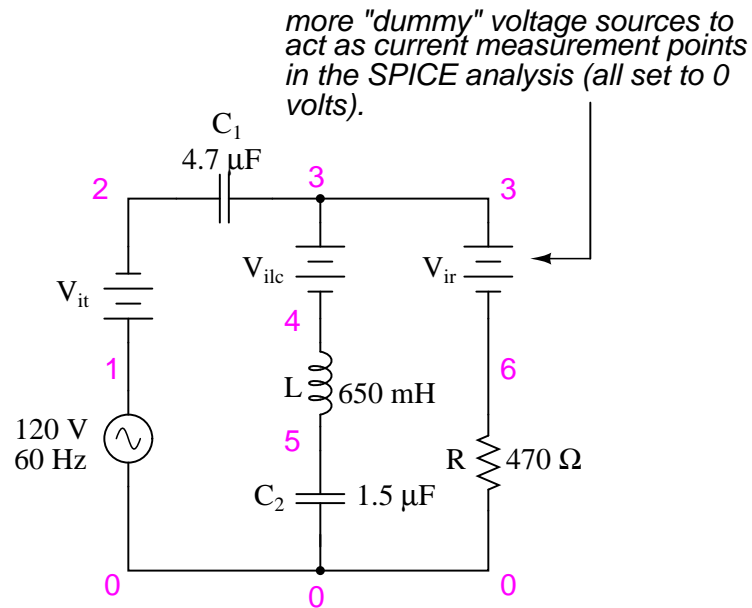 more "dummy" voltage sources to
act as current measurement points
in the SPICE analysis (all set to 0
volts).
C1
4.7 μF
2
3
3
Vit
Vilc
Vir
4
1
6
L
650 mH
120 V
60 Hz
5
R
470 Ω
C2
1.5 μF
0
0
0